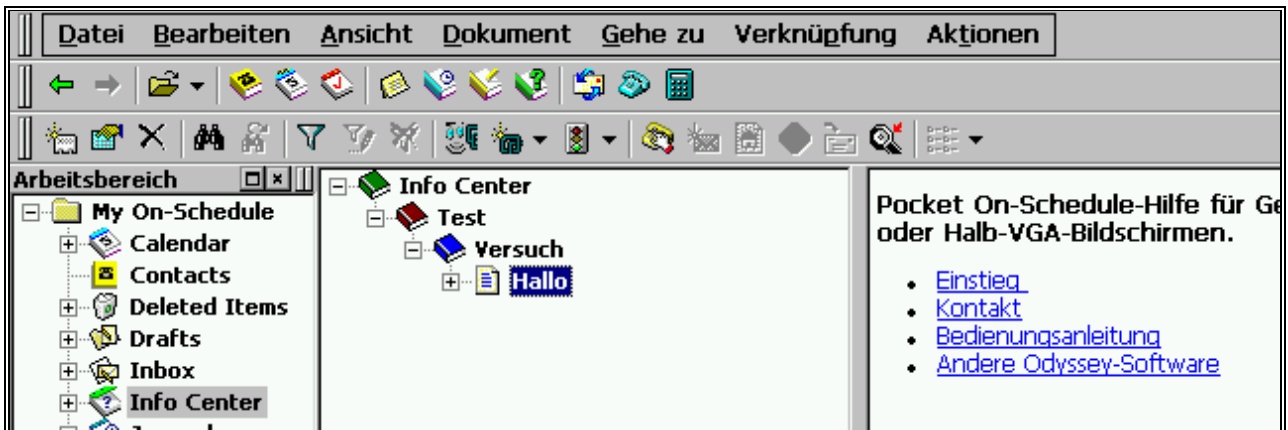 Datei Bearbeiten Ansicht Dokument Gehe zu Verknüpfung Aktionen
Arbeitsbereich
My On-Schedule
Calendar
Contacts
Deleted Items
Drafts
Inbox
Info Center
Info Center
Test
Versuch
Hallo
Pocket On-Schedule-Hilfe für Ge
oder Halb-VGA-Bildschirmen.
Einstieg
Kontakt
Bedienungsanleitung
Andere Odyssey-Software